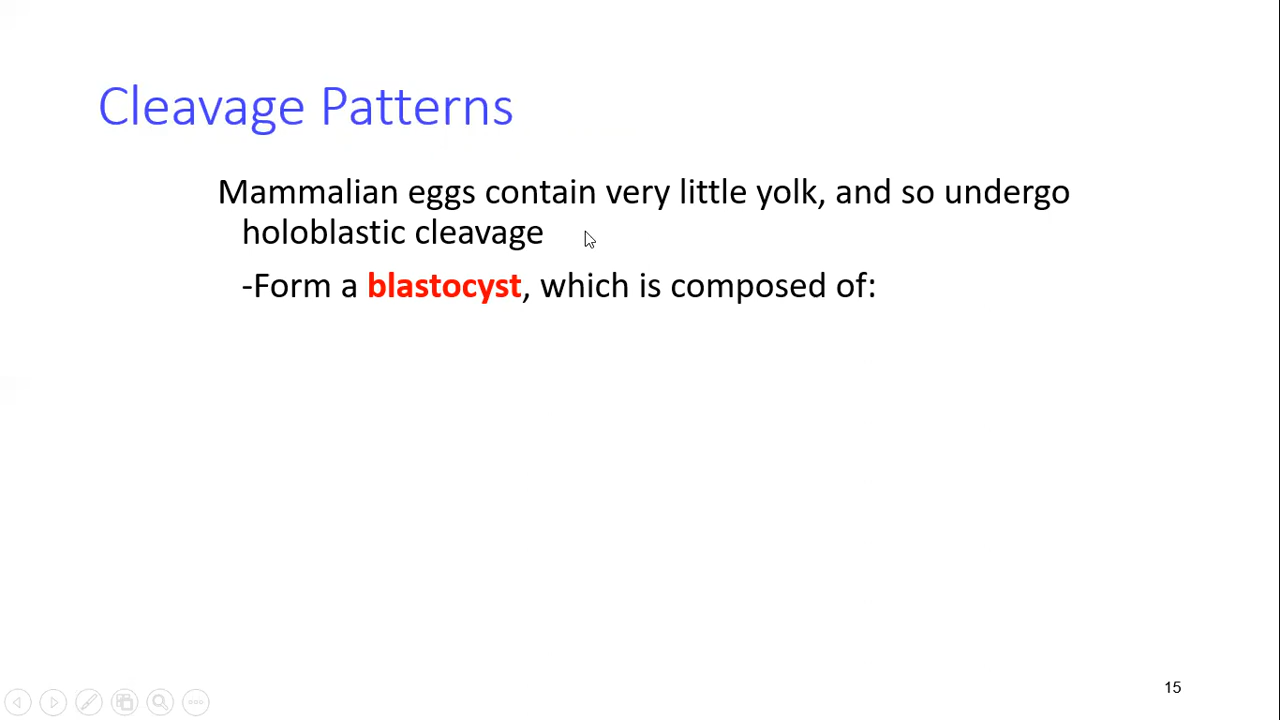 Cleavage Patterns
Mammalian eggs contain very little yolk, and so undergo
holoblastic cleavage
-Form a blastocyst, which is composed of:
15